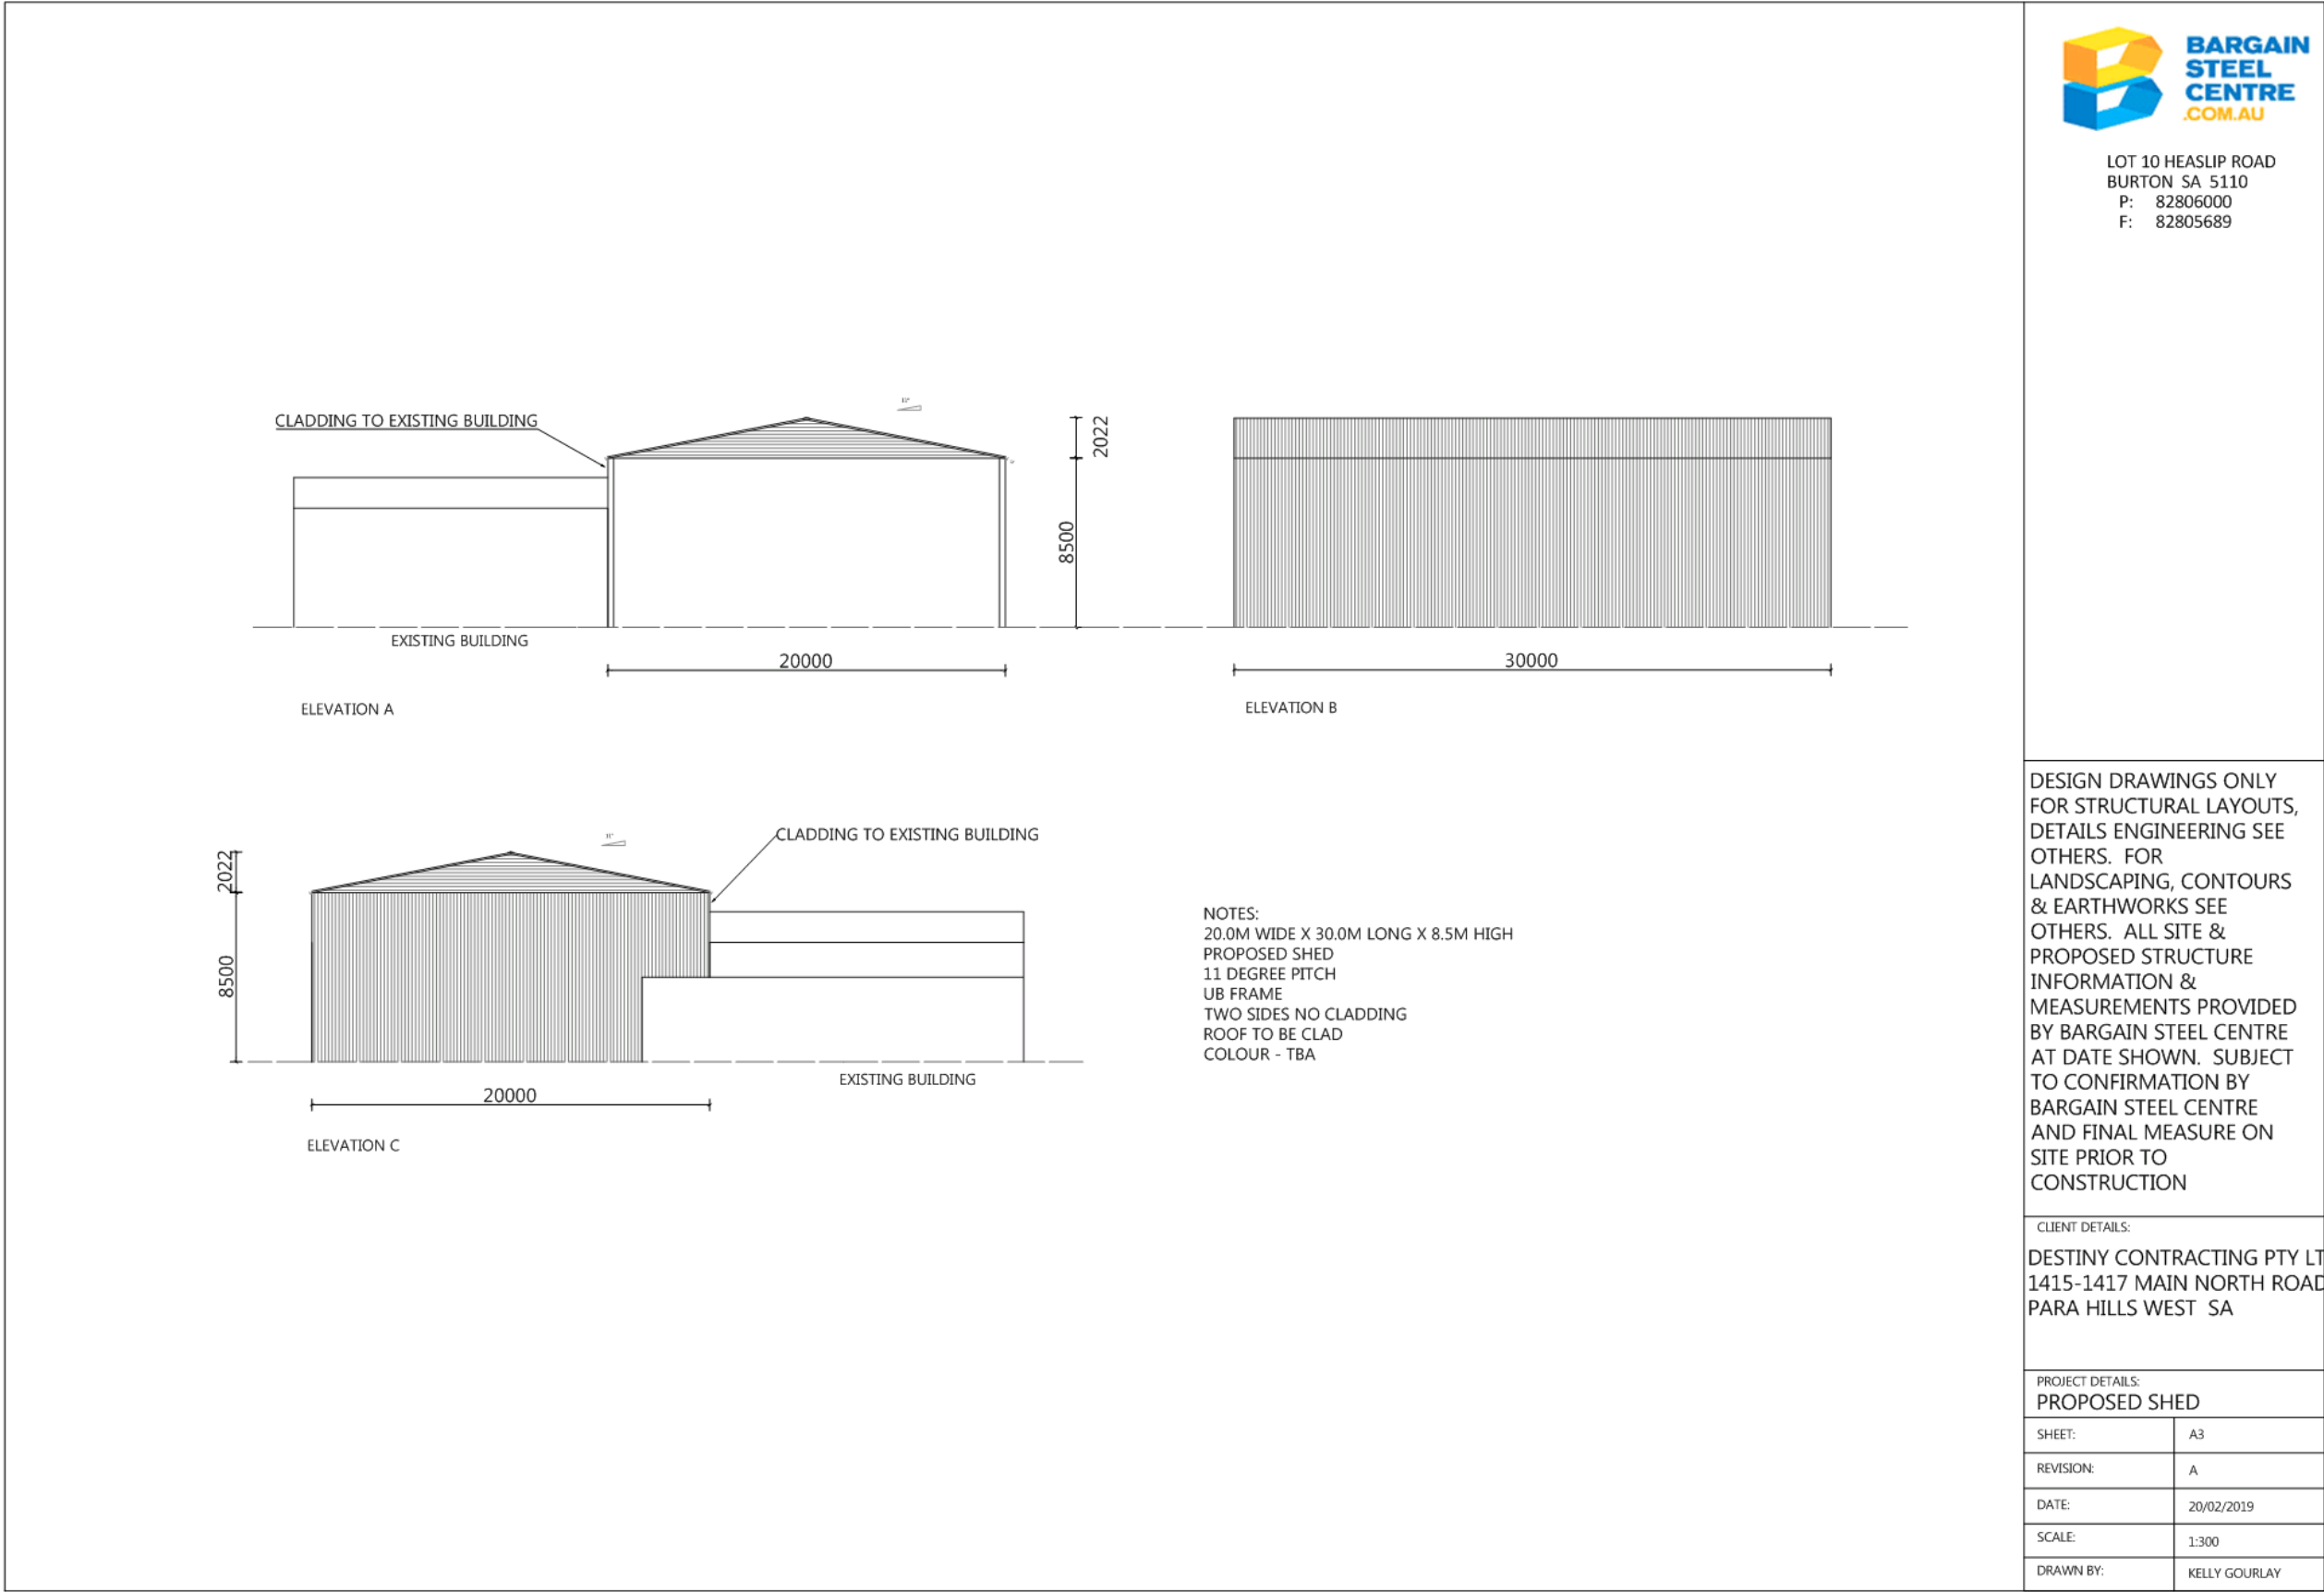 BARGAIN
STEEL
CENTRE
.COM.AU
LOT 10 HEASLIP ROAD
BURTON SA 5110
P: 82806000
F: 82805689
CLADDING TO EXISTING BUILDING
2022
8500
EXISTING BUILDING
20000
30000
ELEVATION A
ELEVATION B
11°
CLADDING TO EXISTING BUILDING
2022
8500
EXISTING BUILDING
20000
ELEVATION C
NOTES:
20.0M WIDE X 30.0M LONG X 8.5M HIGH
PROPOSED SHED
11 DEGREE PITCH
UB FRAME
TWO SIDES NO CLADDING
ROOF TO BE CLAD
COLOUR - TBA
DESIGN DRAWINGS ONLY
FOR STRUCTURAL LAYOUTS,
DETAILS ENGINEERING SEE
OTHERS. FOR
LANDSCAPING, CONTOURS
& EARTHWORKS SEE
OTHERS. ALL SITE &
PROPOSED STRUCTURE
INFORMATION &
MEASUREMENTS PROVIDED
BY BARGAIN STEEL CENTRE
AT DATE SHOWN. SUBJECT
TO CONFIRMATION BY
BARGAIN STEEL CENTRE
AND FINAL MEASURE ON
SITE PRIOR TO
CONSTRUCTION
CLIENT DETAILS:
DESTINY CONTRACTING PTY LT
1415-1417 MAIN NORTH ROAD
PARA HILLS WEST SA
PROJECT DETAILS:
PROPOSED SHED
SHEET: A3
REVISION: A
DATE: 20/02/2019
SCALE: 1:300
DRAWN BY: KELLY GOURLAY